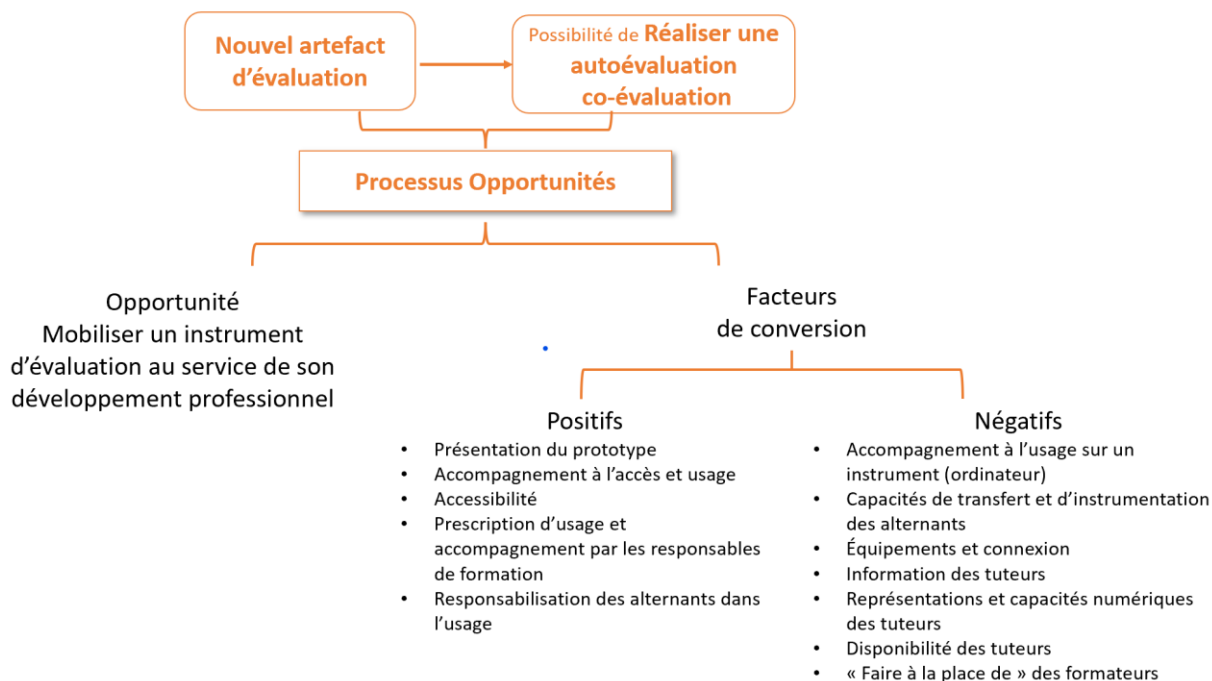 Nouvel artefact
d’évaluation
Possibilité de Réaliser une
autoévaluation
co-évaluation
Processus Opportunités
Opportunité
Mobiliser un instrument
d’évaluation au service de son
développement professionnel
Facteurs
de conversion
Positifs
• Présentation du prototype
• Accompagnement à l’accès et usage
• Accessibilité
• Prescription d’usage et
accompagnement par les responsables
de formation
• Responsabilisation des alternants dans
l’usage
Négatifs
• Accompagnement à l’usage sur un
instrument (ordinateur)
• Capacités de transfert et d’instrumentation
des alternants
• Équipements et connexion
• Information des tuteurs
• Représentations et capacités numériques
des tuteurs
• Disponibilité des tuteurs
• « Faire à la place de » des formateurs